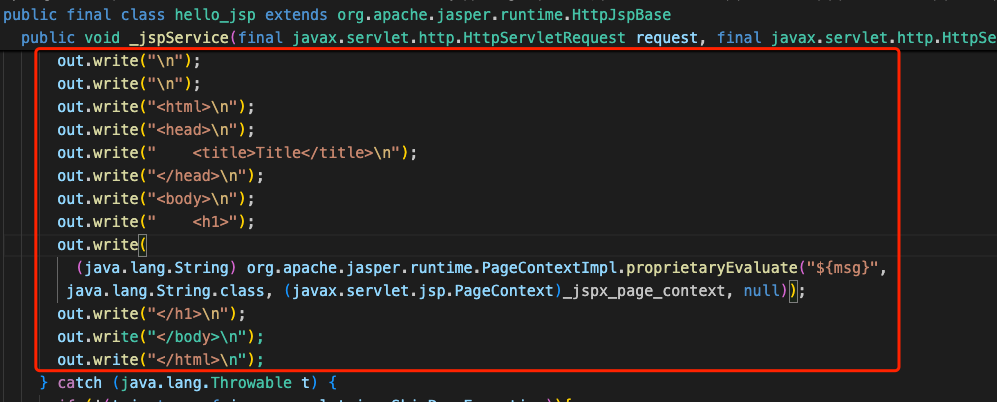 public final class hello_jsp extends org.apache.jasper.runtime.HttpJspBase
public void _jspService(final javax.servlet.http.HttpServletRequest request, final javax.servlet.http.HttpSe
out.write("\n");
out.write("\n");
out.write("<html>\n");
out.write("<head>\n");
out.write("    <title>Title</title>\n");
out.write("</head>\n");
out.write("<body>\n");
out.write("    <h1>");
out.write(
(java.lang.String) org.apache.jasper.runtime.PageContextImpl.proprietaryEvaluate("${msg}",
java.lang.String.class, (javax.servlet.jsp.PageContext)_jspx_page_context, null));
out.write("</h1>\n");
out.write("</body>\n");
out.write("</html>\n");
} catch (java.lang.Throwable t) {